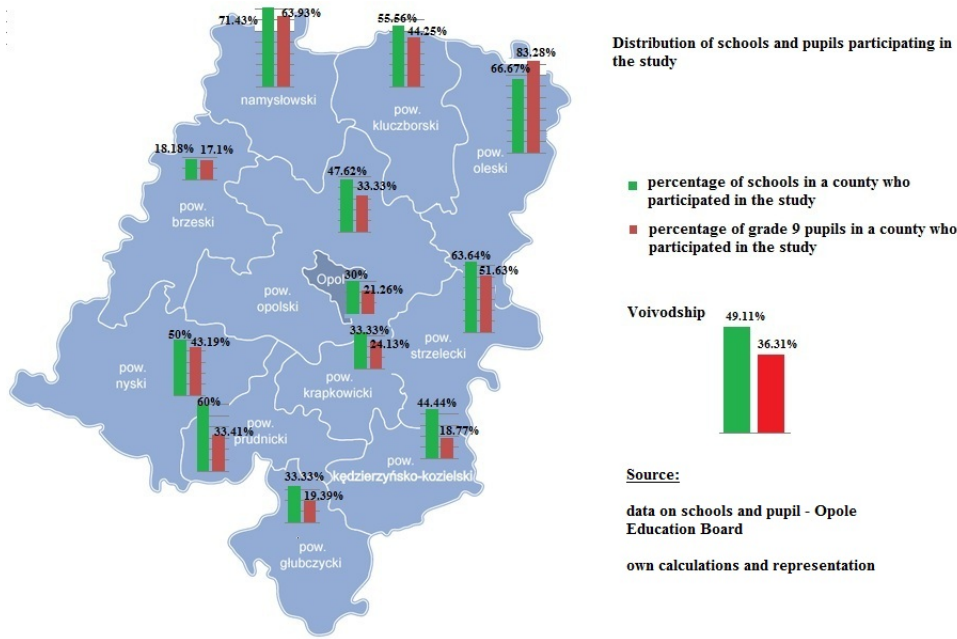 71.43% 63.93%
namysłowski
55.56%
44.25%
pow.
kluczborski
83.28%
66.67%
pow.
oleski
18.18% 17.1%
pow.
brzeski
47.62%
33.33%
pow.
opolski
Opol
30%
21.26%
63.64%
51.63%
pow.
strzelecki
33.33%
24.13%
pow.
krapkowicki
50%
43.19%
pow.
nyski
60%
33.41%
pow.
prudnicki
44.44%
18.77%
pow.
kędzierzyńsko-kozielski
33.33%
19.39%
pow.
głubczycki
Distribution of schools and pupils participating in
the study
percentage of schools in a county who
participated in the study
percentage of grade 9 pupils in a county who
participated in the study
Voivodship
49.11%
36.31%
Source:
data on schools and pupil - Opole
Education Board
own calculations and representation